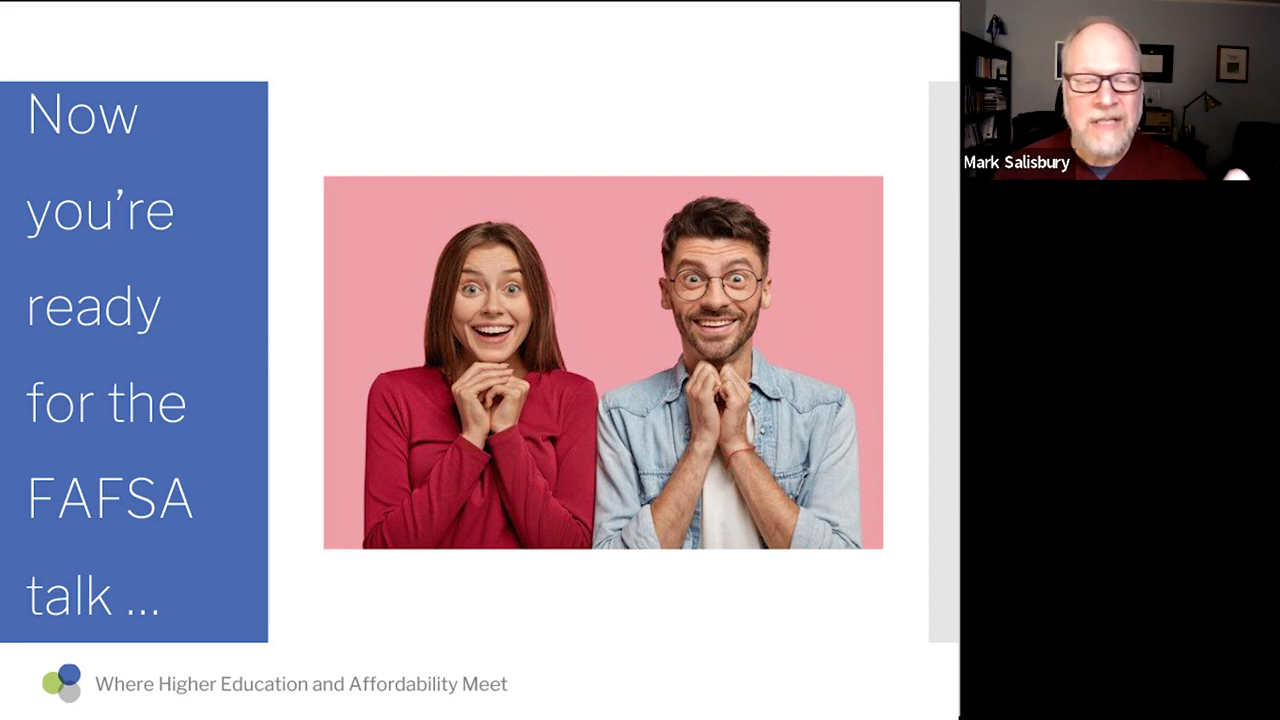 Now
you’re
ready
for the
FAFSA
talk ...
Where Higher Education and Affordability Meet
Mark Salisbury